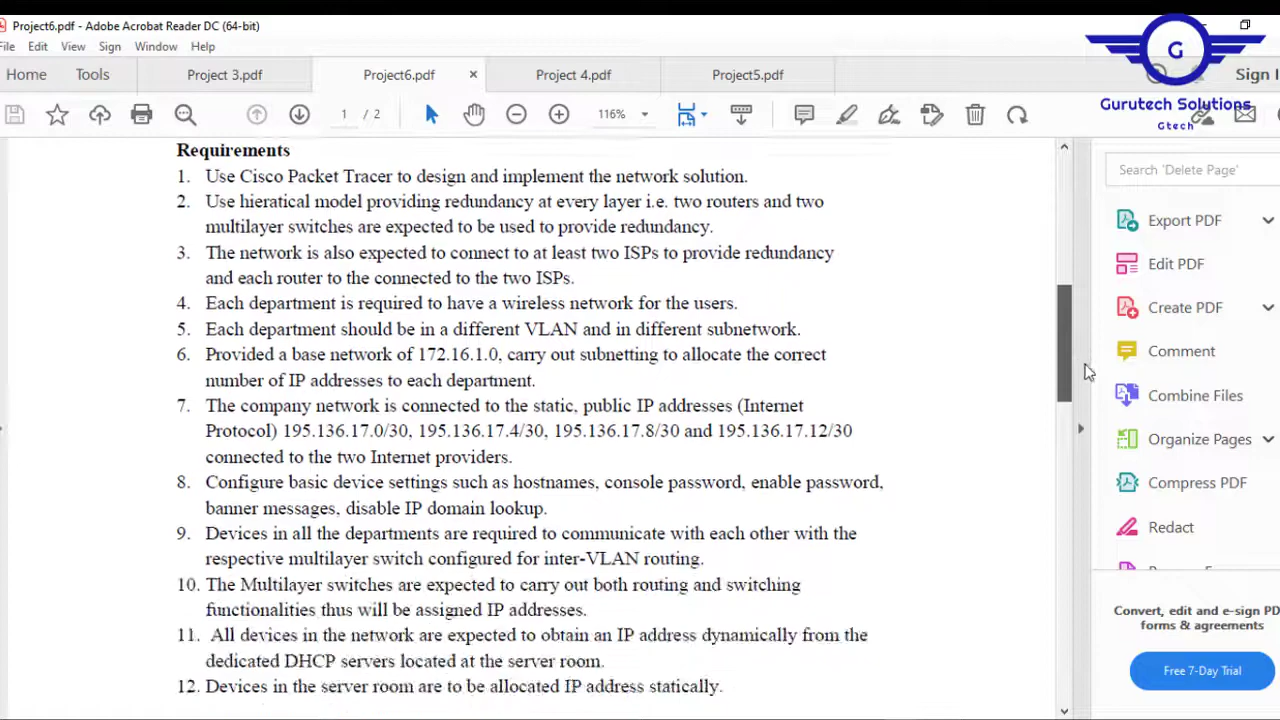 Project6.pdf - Adobe Acrobat Reader DC (64-bit)
File Edit View Sign Window Help
Home Tools Project 3.pdf Project6.pdf × Project 4.pdf Project5.pdf Sign I
1 / 2 116%
G
Gurutech Solutions
Gtech
Requirements
1. Use Cisco Packet Tracer to design and implement the network solution.
2. Use hieratical model providing redundancy at every layer i.e. two routers and two
multilayer switches are expected to be used to provide redundancy.
3. The network is also expected to connect to at least two ISPs to provide redundancy
and each router to the connected to the two ISPs.
4. Each department is required to have a wireless network for the users.
5. Each department should be in a different VLAN and in different subnetwork.
6. Provided a base network of 172.16.1.0, carry out subnetting to allocate the correct
number of IP addresses to each department.
7. The company network is connected to the static, public IP addresses (Internet
Protocol) 195.136.17.0/30, 195.136.17.4/30, 195.136.17.8/30 and 195.136.17.12/30
connected to the two Internet providers.
8. Configure basic device settings such as hostnames, console password, enable password,
banner messages, disable IP domain lookup.
9. Devices in all the departments are required to communicate with each other with the
respective multilayer switch configured for inter-VLAN routing.
10. The Multilayer switches are expected to carry out both routing and switching
functionalities thus will be assigned IP addresses.
11. All devices in the network are expected to obtain an IP address dynamically from the
dedicated DHCP servers located at the server room.
12. Devices in the server room are to be allocated IP address statically.
Search 'Delete Page'
Export PDF
Edit PDF
Create PDF
Comment
Combine Files
Organize Pages
Compress PDF
Redact
Convert, edit and e-sign PD
forms & agreements
Free 7-Day Trial